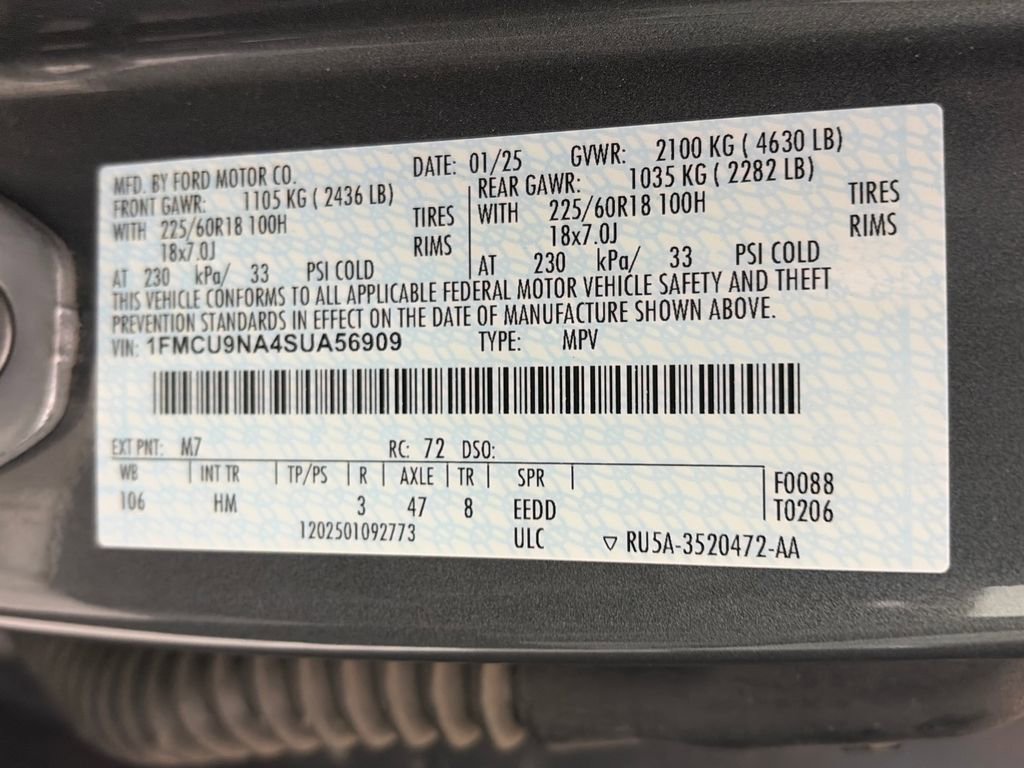 MFD. BY FORD MOTOR CO. DATE: 01/25 GVWR: 2100 KG ( 4630 LB)
FRONT GAWR: 1105 KG ( 2436 LB) REAR GAWR: 1035 KG ( 2282 LB)
WITH 225/60R18 100H TIRES WITH 225/60R18 100H TIRES
18x7.0J RIMS 18x7.0J RIMS
AT 230 kPa/ 33 PSI COLD AT 230 kPa/ 33 PSI COLD
THIS VEHICLE CONFORMS TO ALL APPLICABLE FEDERAL MOTOR VEHICLE SAFETY AND THEFT
PREVENTION STANDARDS IN EFFECT ON THE DATE OF MANUFACTURE SHOWN ABOVE.
VIN: 1FMCU9NA4SUA56909 TYPE: MPV
EXT PNT: M7 RC: 72 DSO:
WB INT TR TP/PS R AXLE TR SPR F0088
106 HM 3 47 8 EEDD T0206
1202501092773 ULC ▽ RU5A-3520472-AA